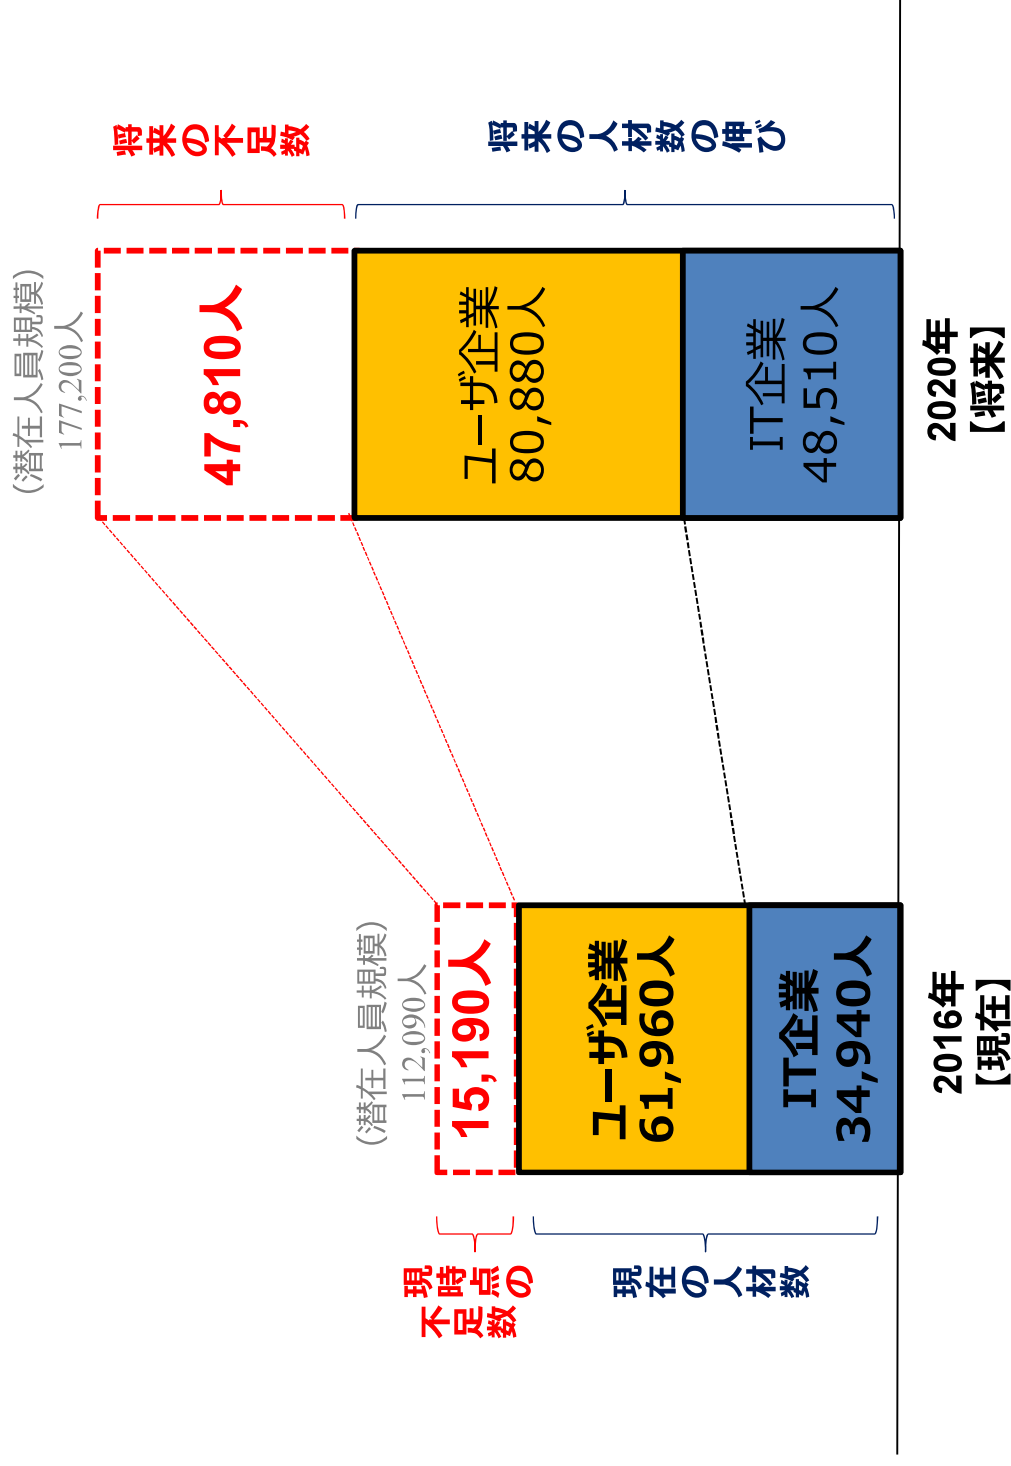 (潜在人員規模)
177,200人
47,810人
将来の不足数
ユーザ企業
80,880人
IT企業
48,510人
将来の人材数の伸び
2020年
【将来】
(潜在人員規模)
112,090人
15,190人
現時点の
不足数
ユーザ企業
61,960人
IT企業
34,940人
現在の人材数
2016年
【現在】